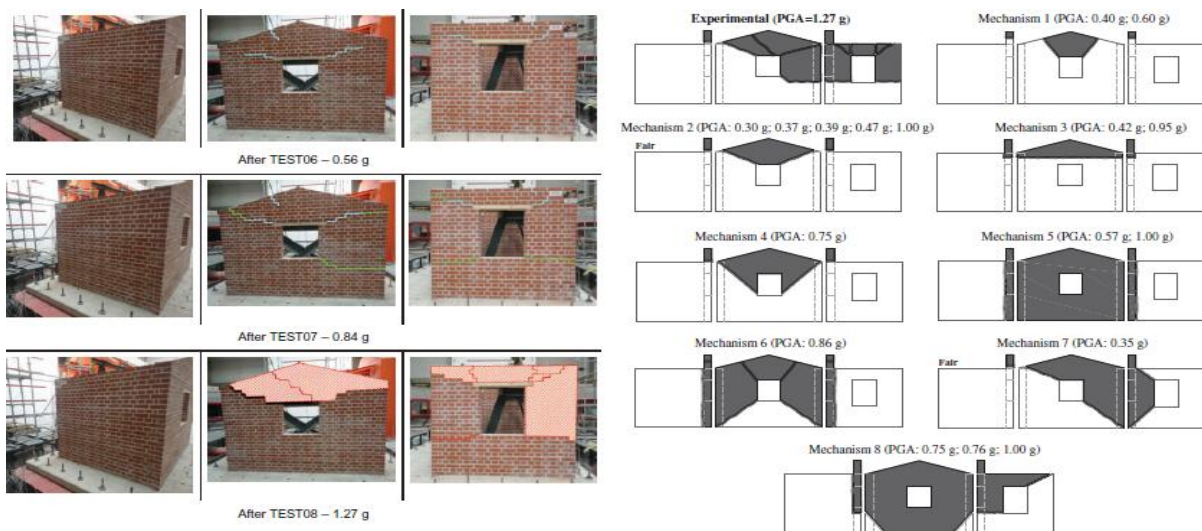 After TEST06 – 0.56 g
After TEST07 – 0.84 g
After TEST08 – 1.27 g
Experimental (PGA=1.27 g)
Mechanism 1 (PGA: 0.40 g; 0.60 g)
Mechanism 2 (PGA: 0.30 g; 0.37 g; 0.39 g; 0.47 g; 1.00 g)
Fair
Mechanism 3 (PGA: 0.42 g; 0.95 g)
Mechanism 4 (PGA: 0.75 g)
Mechanism 5 (PGA: 0.57 g; 1.00 g)
Mechanism 6 (PGA: 0.86 g)
Mechanism 7 (PGA: 0.35 g)
Fair
Mechanism 8 (PGA: 0.75 g; 0.76 g; 1.00 g)